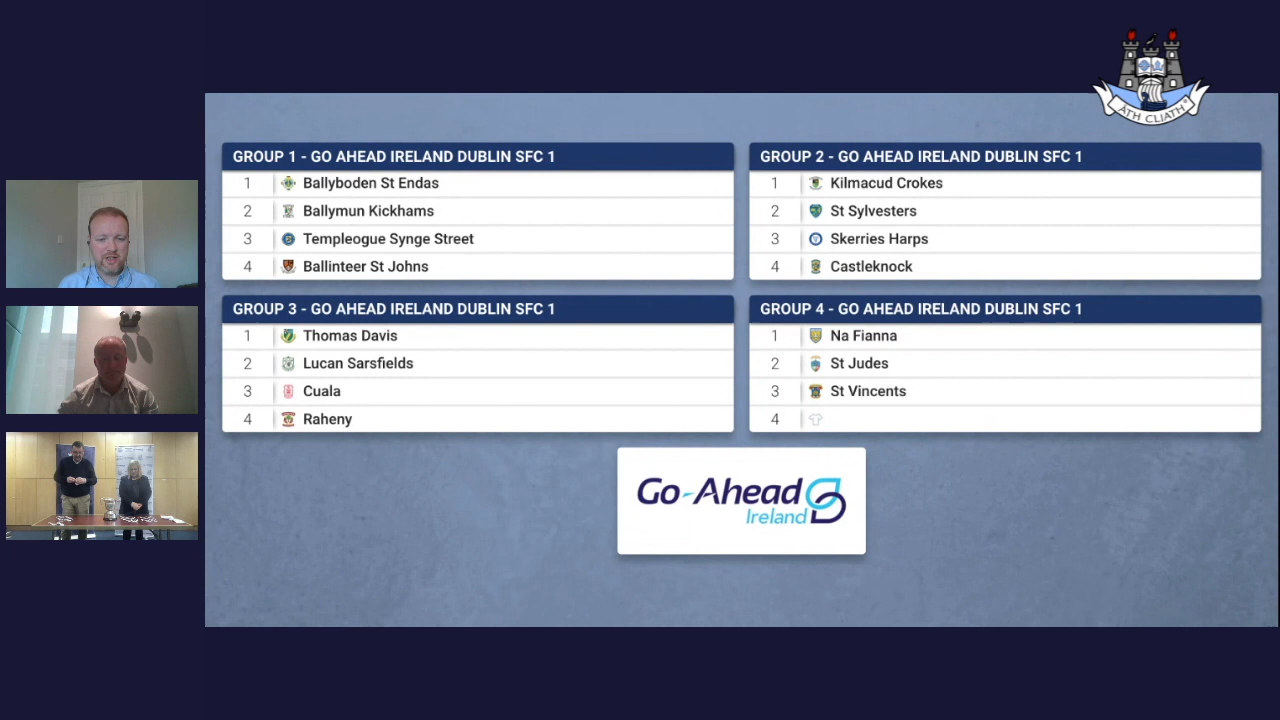 ÁTH CLIATH
GROUP 1 - GO AHEAD IRELAND DUBLIN SFC 1
1 Ballyboden St Endas
2 Ballymun Kickhams
3 Templeogue Synge Street
4 Ballinteer St Johns
GROUP 2 - GO AHEAD IRELAND DUBLIN SFC 1
1 Kilmacud Crokes
2 St Sylvesters
3 Skerries Harps
4 Castleknock
GROUP 3 - GO AHEAD IRELAND DUBLIN SFC 1
1 Thomas Davis
2 Lucan Sarsfields
3 Cuala
4 Raheny
GROUP 4 - GO AHEAD IRELAND DUBLIN SFC 1
1 Na Fianna
2 St Judes
3 St Vincents
4
Go-Ahead
Ireland